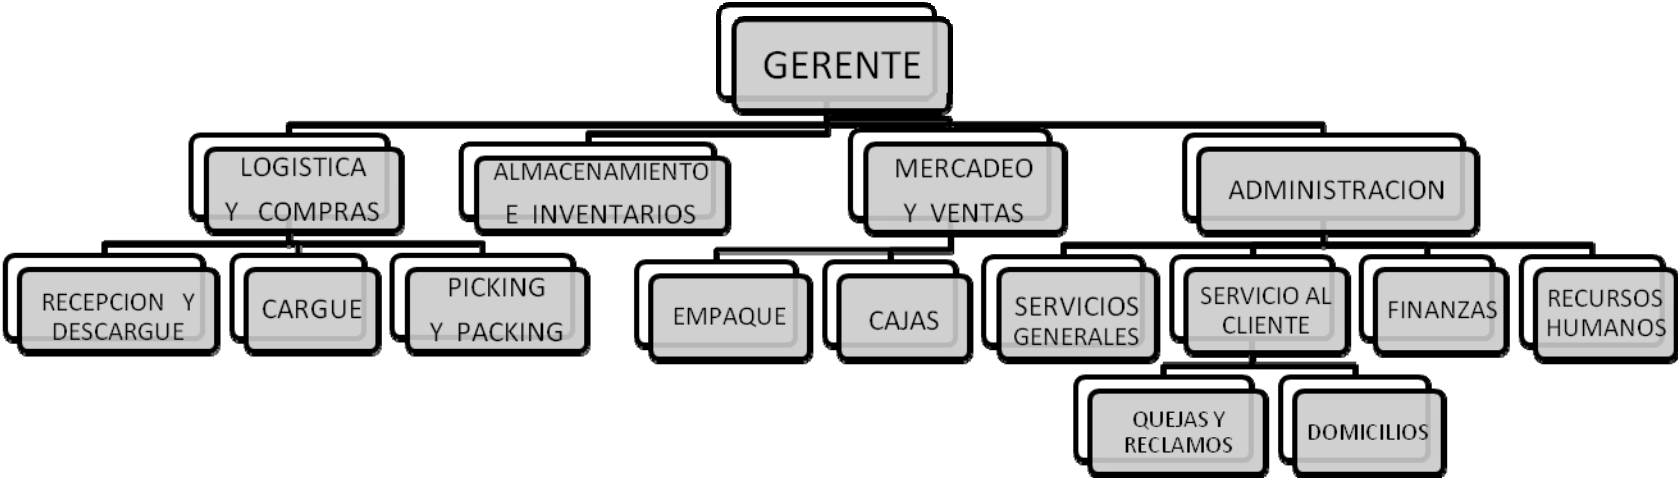 GERENTE
LOGISTICA
Y COMPRAS
ALMACENAMIENTO
E INVENTARIOS
MERCADEO
Y VENTAS
ADMINISTRACION
RECEPCION Y
DESCARGUE
CARGUE
PICKING
Y PACKING
EMPAQUE
CAJAS
SERVICIOS
GENERALES
SERVICIO AL
CLIENTE
FINANZAS
RECURSOS
HUMANOS
QUEJAS Y
RECLAMOS
DOMICILIOS